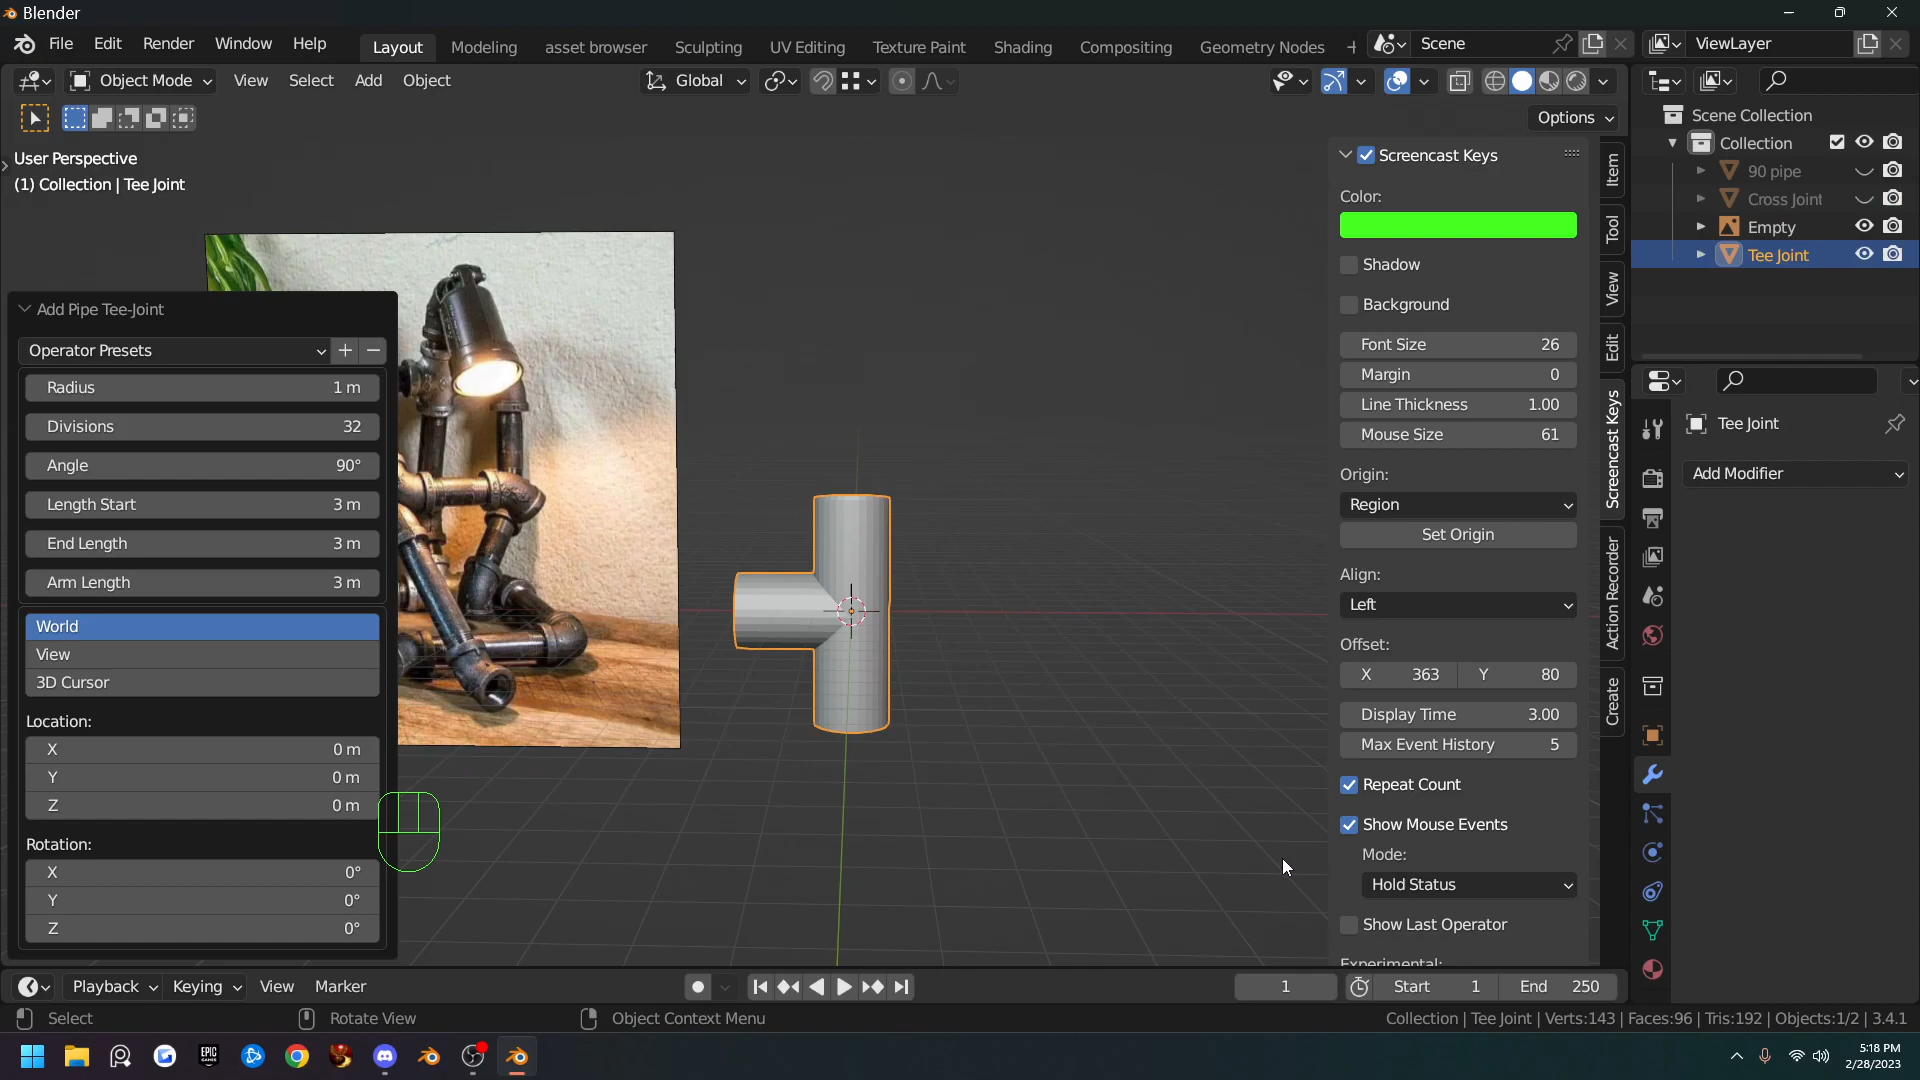 Blender
File Edit Render Window Help
Layout Modeling asset browser Sculpting UV Editing Texture Paint Shading Compositing Geometry Nodes
Scene
ViewLayer
Object Mode View Select Add Object
Global
Options
User Perspective
(1) Collection | Tee Joint
Add Pipe Tee-Joint
Operator Presets
Radius 1 m
Divisions 32
Angle 90°
Length Start 3 m
End Length 3 m
Arm Length 3 m
World
View
3D Cursor
Location:
X 0 m
Y 0 m
Z 0 m
Rotation:
X 0°
Y 0°
Z 0°
Screencast Keys
Color:
Shadow
Background
Font Size 26
Margin 0
Line Thickness 1.00
Mouse Size 61
Origin:
Region
Set Origin
Align:
Left
Offset:
X 363 Y 80
Display Time 3.00
Max Event History 5
Repeat Count
Show Mouse Events
Mode:
Hold Status
Show Last Operator
Experimental:
Item
Tool
View
Edit
Screencast Keys
Action Recorder
Create
Scene Collection
Collection
90 pipe
Cross Joint
Empty
Tee Joint
Tee Joint
Add Modifier
Playback Keying View Marker
1
Start 1
End 250
Select
Rotate View
Object Context Menu
Collection | Tee Joint | Verts:143 | Faces:96 | Tris:192 | Objects:1/2 | 3.4.1
EPIC
GAMES
5:18 PM
2/28/2023